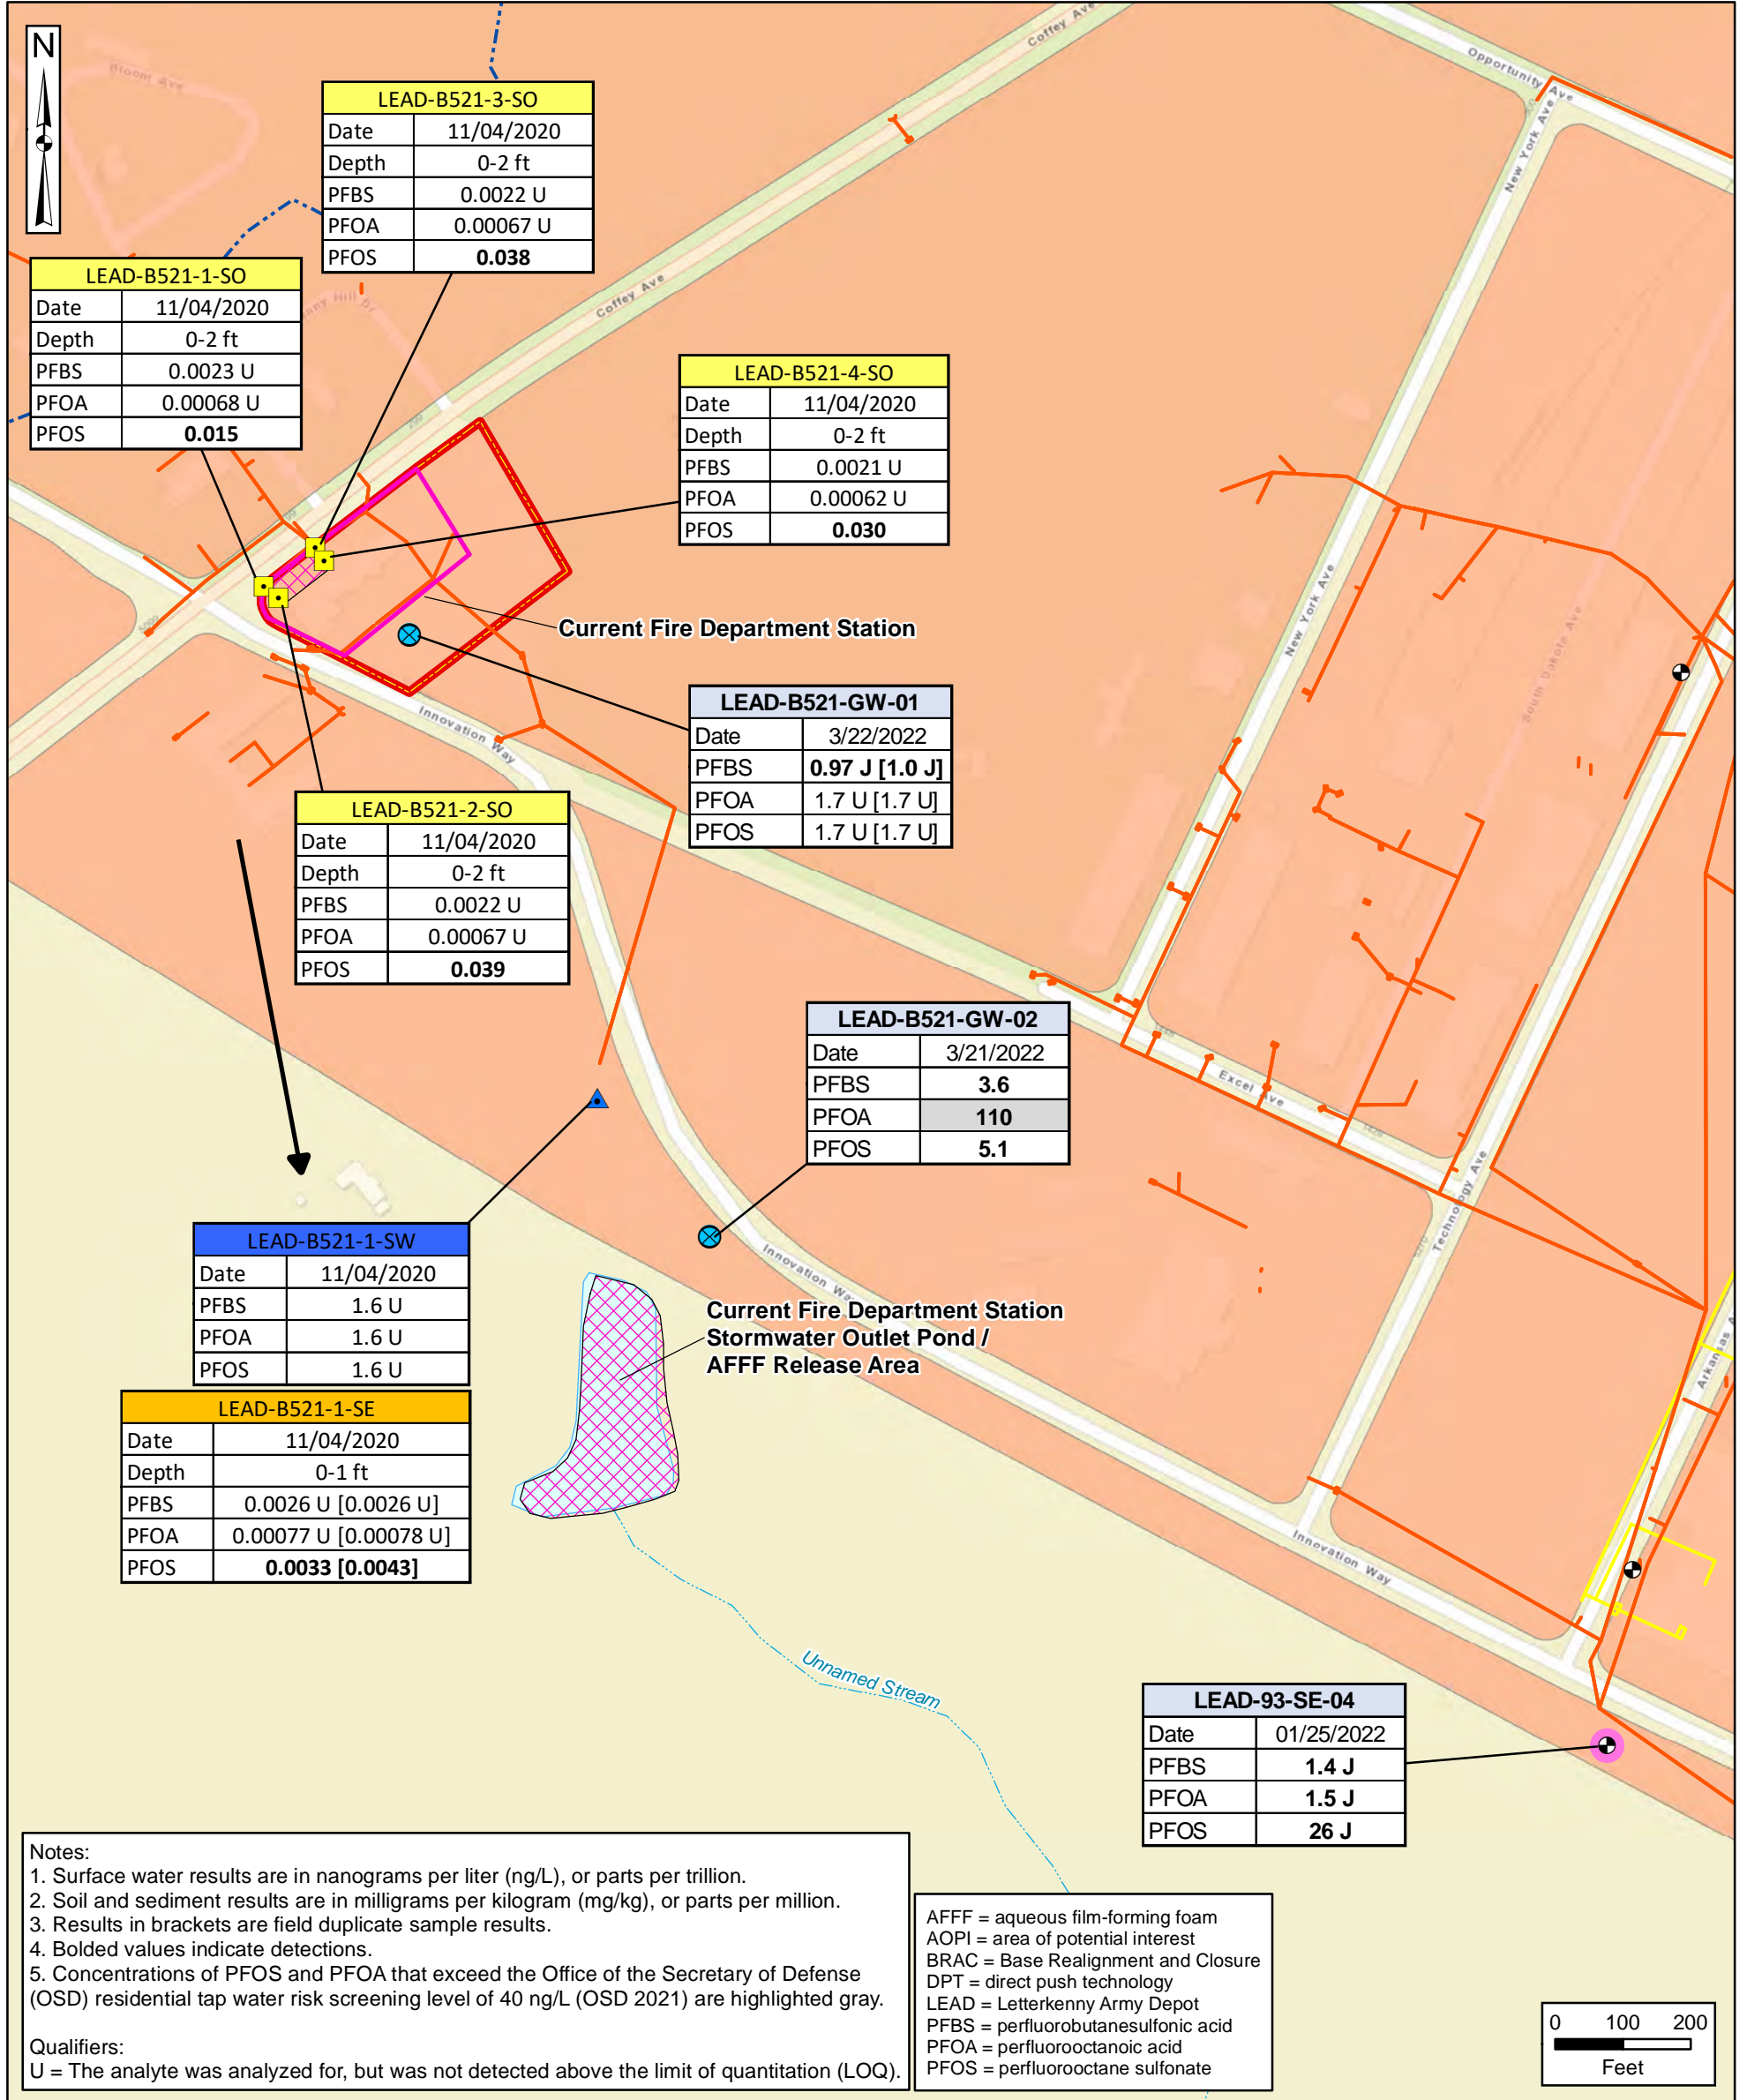 N
Bloont Ave
Coffey Ave
Opportunity Ave
New York Ave
LEAD-B521-3-SO
Date 11/04/2020
Depth 0-2 ft
PFBS 0.0022 U
PFOA 0.00067 U
PFOS 0.038
LEAD-B521-1-SO
Date 11/04/2020
Depth 0-2 ft
PFBS 0.0023 U
PFOA 0.00068 U
PFOS 0.015
Hill Dr
Coffey Ave
LEAD-B521-4-SO
Date 11/04/2020
Depth 0-2 ft
PFBS 0.0021 U
PFOA 0.00062 U
PFOS 0.030
New York Ave
South Dakota Ave
Current Fire Department Station
LEAD-B521-GW-01
Date 3/22/2022
PFBS 0.97 J [1.0 J]
PFOA 1.7 U [1.7 U]
PFOS 1.7 U [1.7 U]
Innovation Way
LEAD-B521-2-SO
Date 11/04/2020
Depth 0-2 ft
PFBS 0.0022 U
PFOA 0.00067 U
PFOS 0.039
LEAD-B521-GW-02
Date 3/21/2022
PFBS 3.6
PFOA 110
PFOS 5.1
Excel Ave
Technology Ave
LEAD-B521-1-SW
Date 11/04/2020
PFBS 1.6 U
PFOA 1.6 U
PFOS 1.6 U
Innovation Way
Current Fire Department Station
Stormwater Outlet Pond /
AFFF Release Area
Arkansas A
LEAD-B521-1-SE
Date 11/04/2020
Depth 0-1 ft
PFBS 0.0026 U [0.0026 U]
PFOA 0.00077 U [0.00078 U]
PFOS 0.0033 [0.0043]
Innovation Way
Unnamed Stream
LEAD-93-SE-04
Date 01/25/2022
PFBS 1.4 J
PFOA 1.5 J
PFOS 26 J
Notes:
1. Surface water results are in nanograms per liter (ng/L), or parts per trillion.
2. Soil and sediment results are in milligrams per kilogram (mg/kg), or parts per million.
3. Results in brackets are field duplicate sample results.
4. Bolded values indicate detections.
5. Concentrations of PFOS and PFOA that exceed the Office of the Secretary of Defense
(OSD) residential tap water risk screening level of 40 ng/L (OSD 2021) are highlighted gray.
Qualifiers:
U = The analyte was analyzed for, but was not detected above the limit of quantitation (LOQ).
AFFF = aqueous film-forming foam
AOPI = area of potential interest
BRAC = Base Realignment and Closure
DPT = direct push technology
LEAD = Letterkenny Army Depot
PFBS = perfluorobutanesulfonic acid
PFOA = perfluorooctanoic acid
PFOS = perfluorooctane sulfonate
0 100 200
Feet